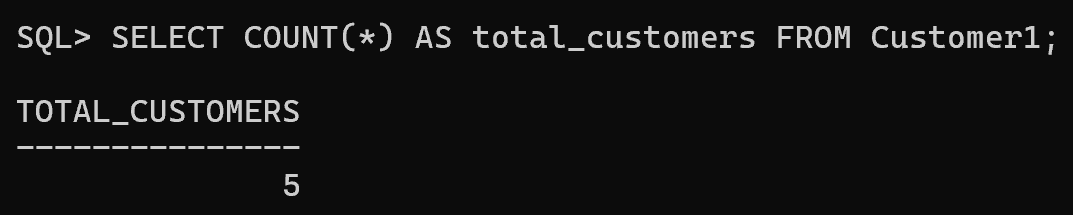 SQL> SELECT COUNT(*) AS total_customers FROM Customer1;
TOTAL_CUSTOMERS
---------------
5